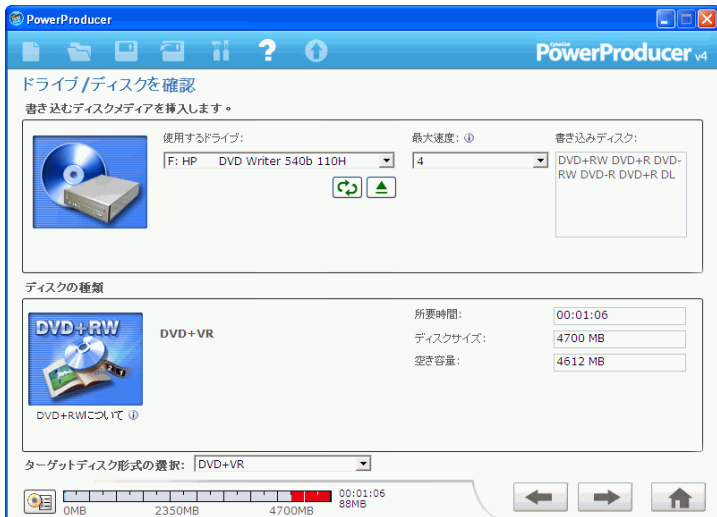 PowerProducer
CyberLink
PowerProducer v4
ドライブ/ディスクを確認
書き込むディスクメディアを挿入します。
使用するドライブ:
最大速度:
書き込みディスク:
F: HP DVD Writer 540b 110H
4
DVD+RW DVD+R DVD-
RW DVD-R DVD+R DL
ディスクの種類
DVD+RW
DVD+VR
所要時間:
00:01:06
ディスクサイズ:
4700 MB
空き容量:
4612 MB
DVD+RWについて
ターゲットディスク形式の選択: DVD+VR
00:01:06
88MB
0MB
2350MB
4700MB